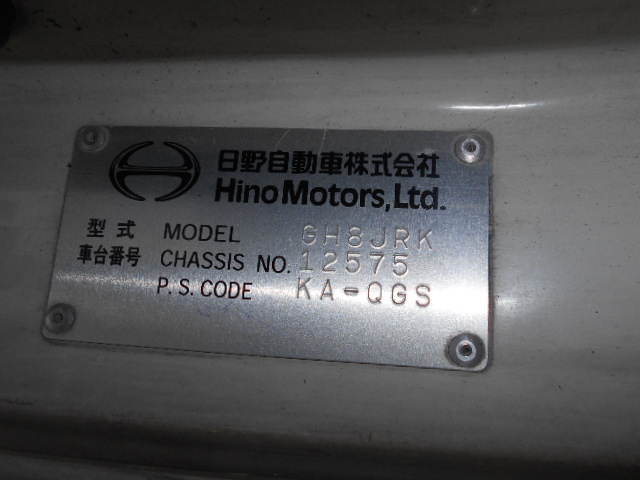 日野自動車株式会社
Hino Motors, Ltd.
型式 MODEL GH8JRK
車台番号 CHASSIS NO. 12575
P.S. CODE KA-QGS